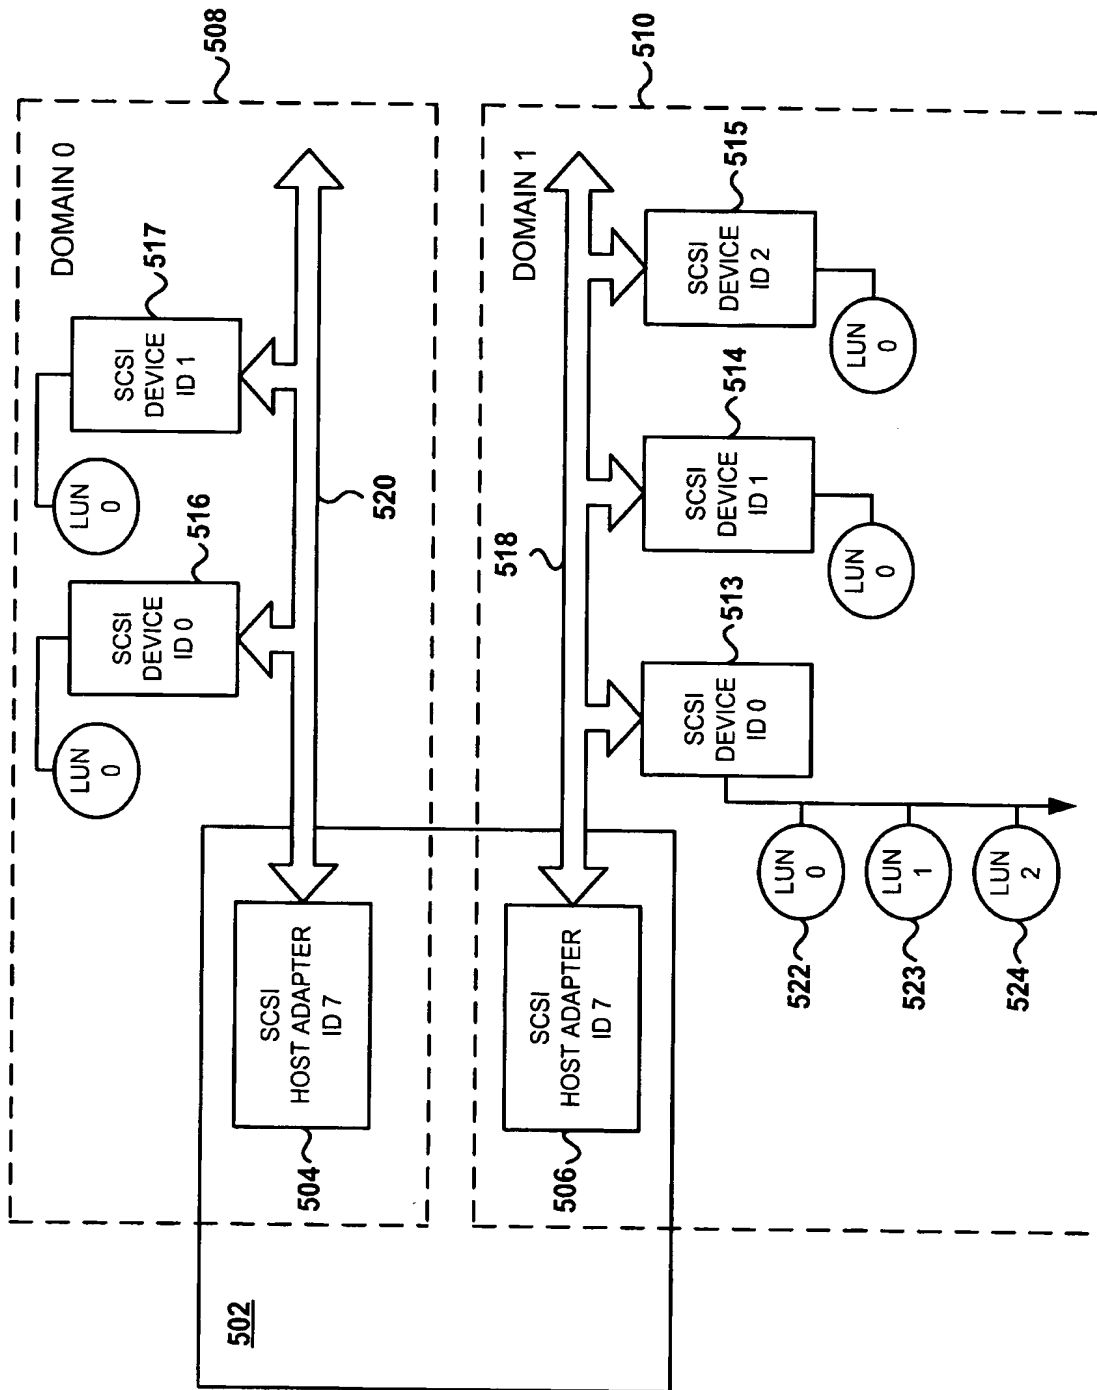 508
DOMAIN 0
517
SCSI
DEVICE
ID 1
LUN
0
516
SCSI
DEVICE
ID 0
LUN
0
520
SCSI
HOST ADAPTER
ID 7
504
502
510
DOMAIN 1
515
SCSI
DEVICE
ID 2
LUN
0
514
SCSI
DEVICE
ID 1
LUN
0
518
513
SCSI
DEVICE
ID 0
LUN
0
522
LUN
1
523
LUN
2
524
SCSI
HOST ADAPTER
ID 7
506